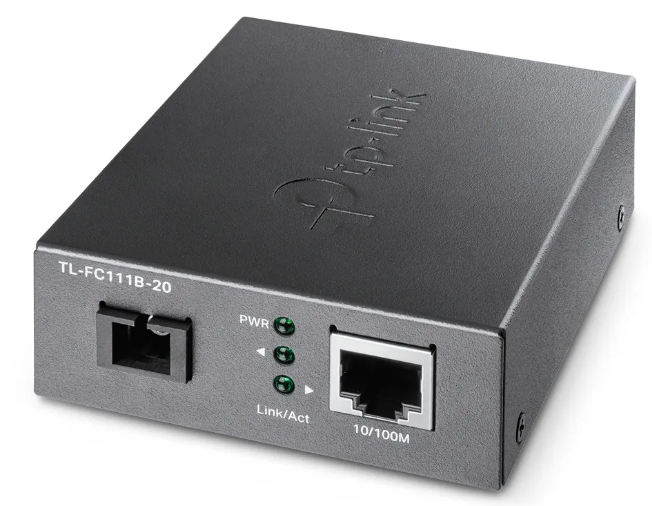 tp-link
TL-FC111B-20
PWR
Link/Act
10/100M